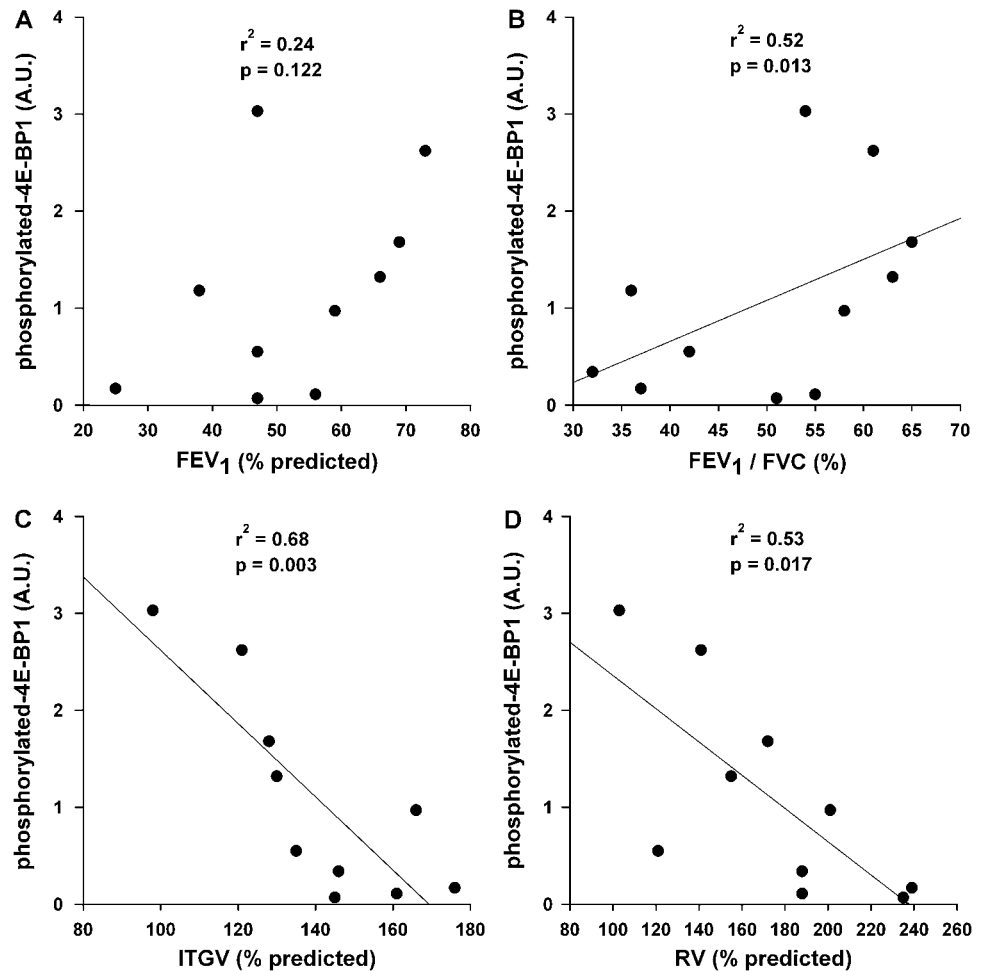 A
r² = 0.24
p = 0.122
phosphorylated-4E-BP1 (A.U.)
4
3
2
1
0
20 30 40 50 60 70 80
FEV₁ (% predicted)
B
r² = 0.52
p = 0.013
phosphorylated-4E-BP1 (A.U.)
4
3
2
1
0
30 35 40 45 50 55 60 65 70
FEV₁ / FVC (%)
C
r² = 0.68
p = 0.003
phosphorylated-4E-BP1 (A.U.)
4
3
2
1
0
80 100 120 140 160 180
ITGV (% predicted)
D
r² = 0.53
p = 0.017
phosphorylated-4E-BP1 (A.U.)
4
3
2
1
0
80 100 120 140 160 180 200 220 240 260
RV (% predicted)